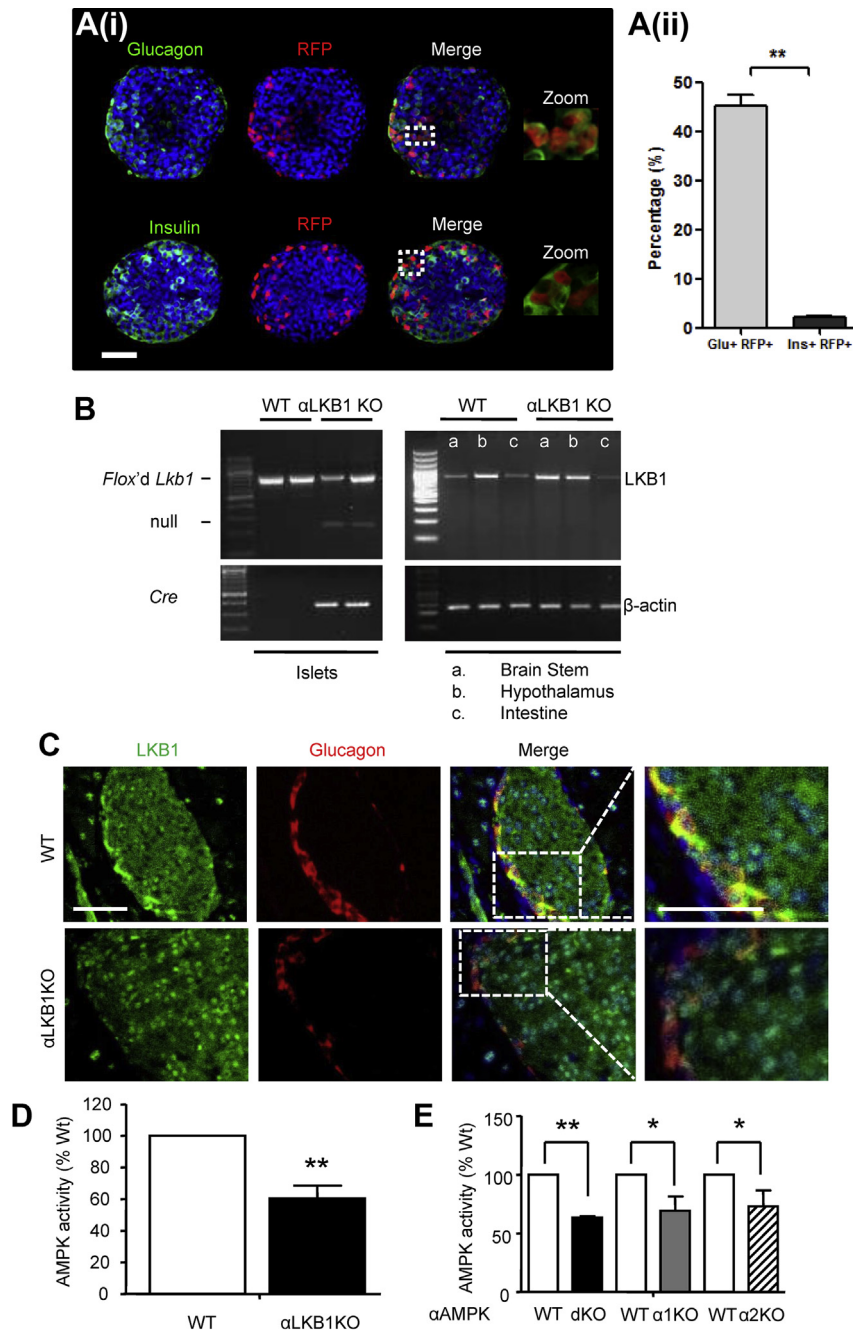 A(i)
Glucagon RFP Merge
Zoom
Insulin RFP Merge
Zoom
A(ii)
**
50
40
30
20
10
0
Percentage (%)
Glu+ RFP+ Ins+ RFP+
B
WT αLKB1 KO
Flox'd Lkb1
null
Cre
Islets
WT αLKB1 KO
a b c a b c
LKB1
β-actin
a. Brain Stem
b. Hypothalamus
c. Intestine
C
LKB1 Glucagon Merge
WT
αLKB1KO
D
AMPK activity (% Wt)
120
100
80
60
40
20
0
**
WT αLKB1KO
E
AMPK activity (% Wt)
150
100
50
0
** * *
αAMPK WT dKO WT α1KO WT α2KO